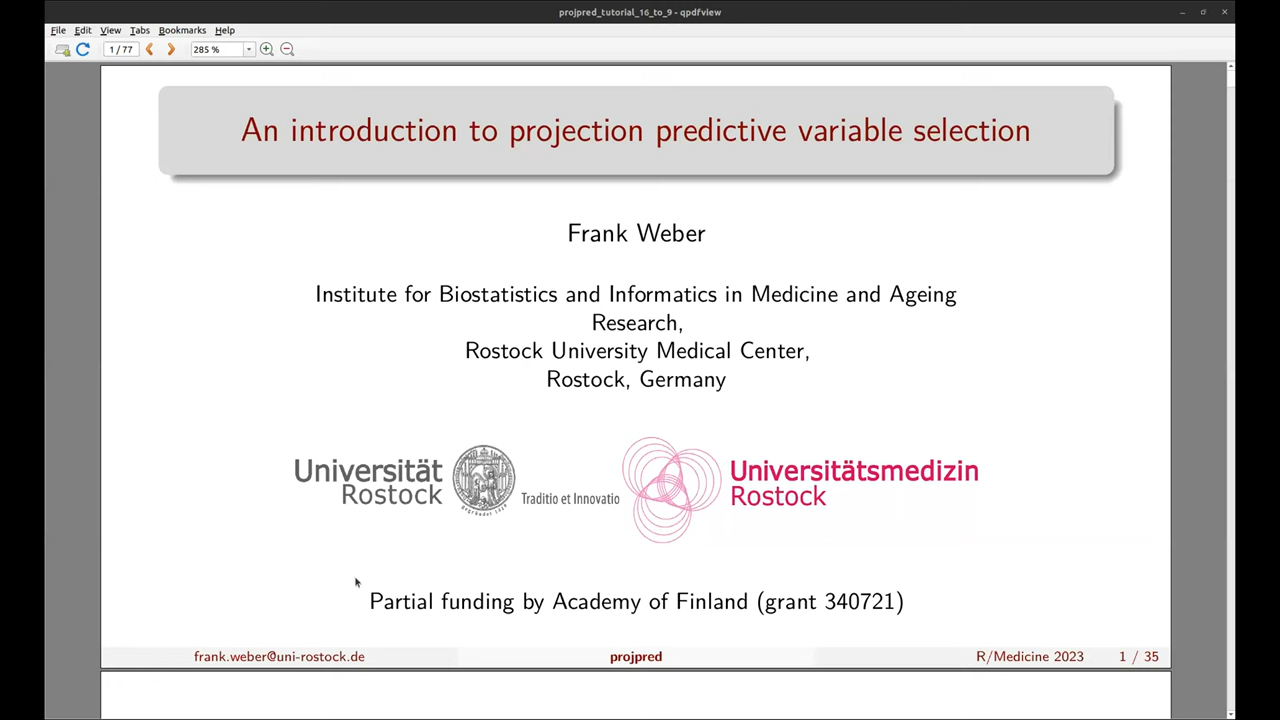 projpred_tutorial_16_to_9 - qpdfview
File Edit View Tabs Bookmarks Help
1 / 77 285 %
An introduction to projection predictive variable selection
Frank Weber
Institute for Biostatistics and Informatics in Medicine and Ageing
Research,
Rostock University Medical Center,
Rostock, Germany
Universität
Rostock
Traditio et Innovatio
Universitätsmedizin
Rostock
Partial funding by Academy of Finland (grant 340721)
frank.weber@uni-rostock.de projpred R/Medicine 2023 1 / 35